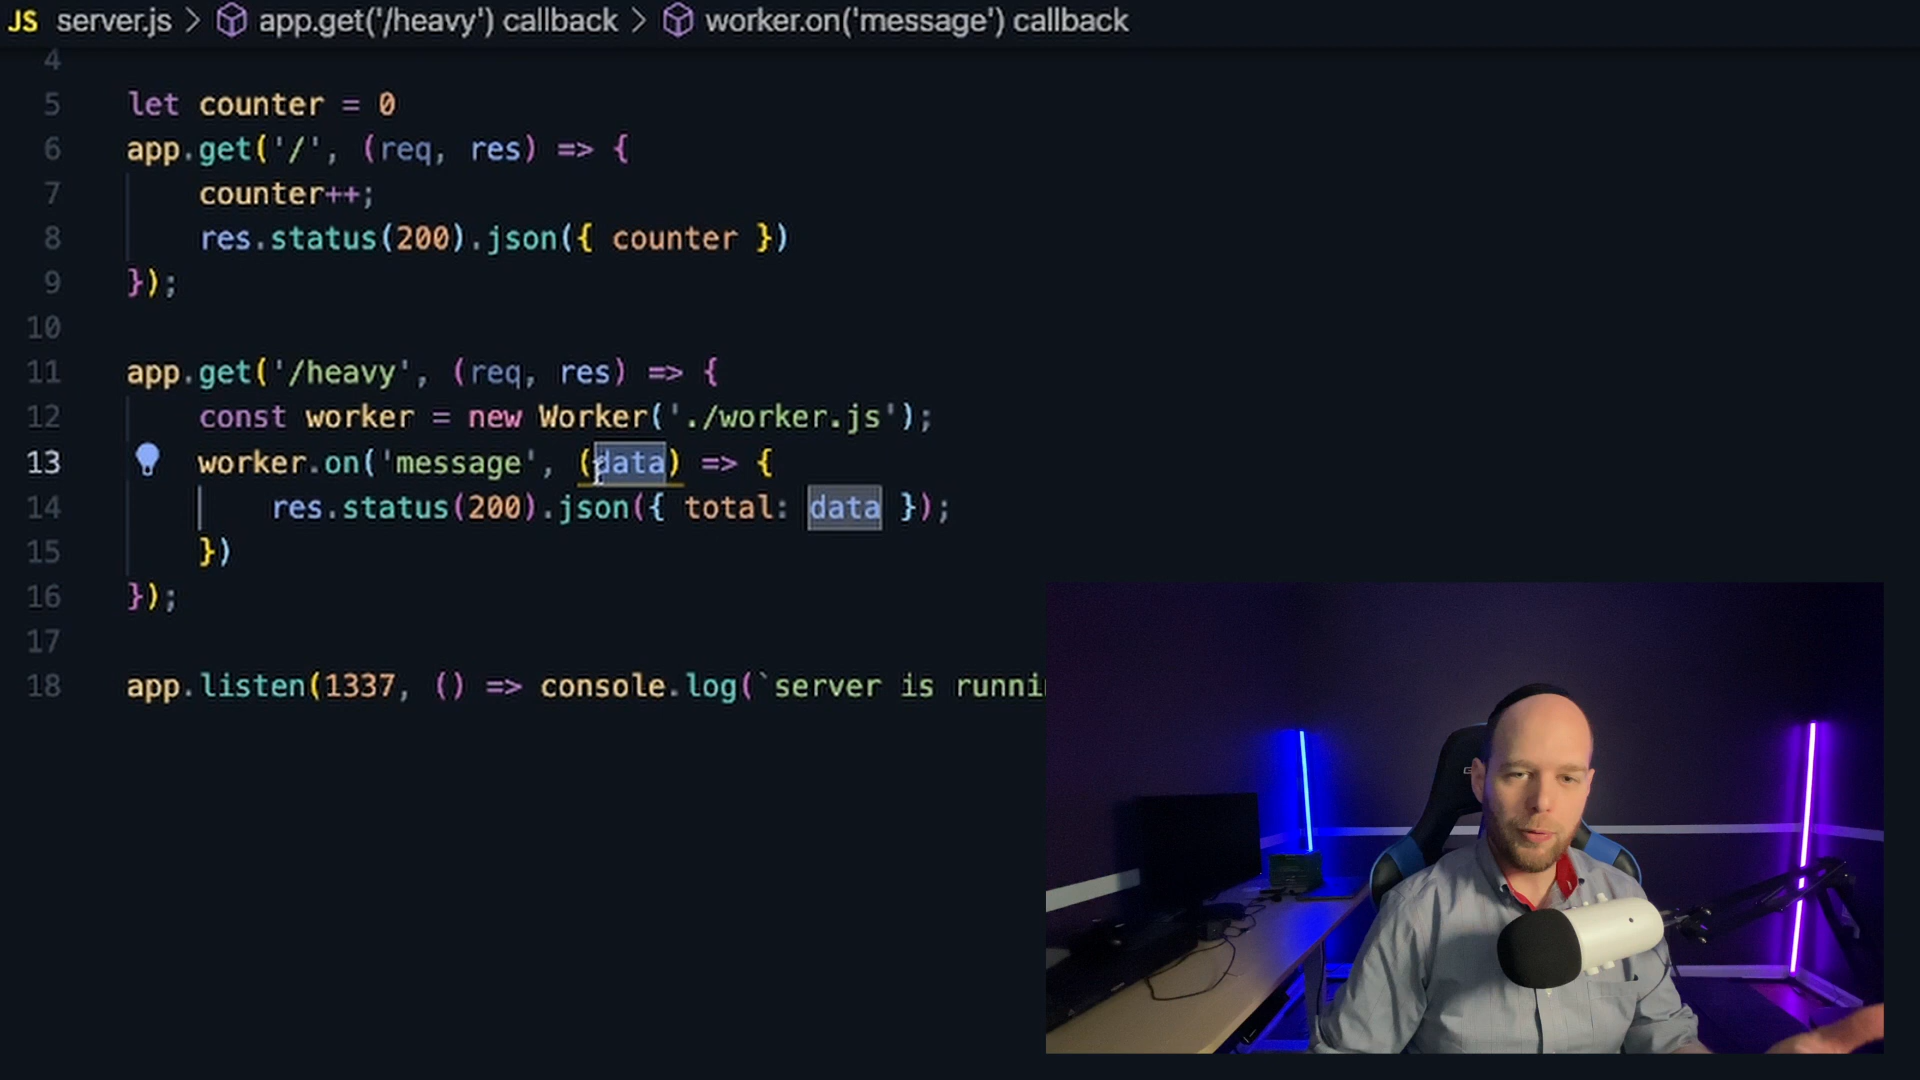 JS server.js > app.get('/heavy') callback > worker.on('message') callback
4
5 let counter = 0
6 app.get('/', (req, res) => {
7 counter++;
8 res.status(200).json({ counter })
9 });
10
11 app.get('/heavy', (req, res) => {
12 const worker = new Worker('./worker.js');
13 worker.on('message', (data) => {
14 res.status(200).json({ total: data });
15 })
16 });
17
18 app.listen(1337, () => console.log(`server is runni